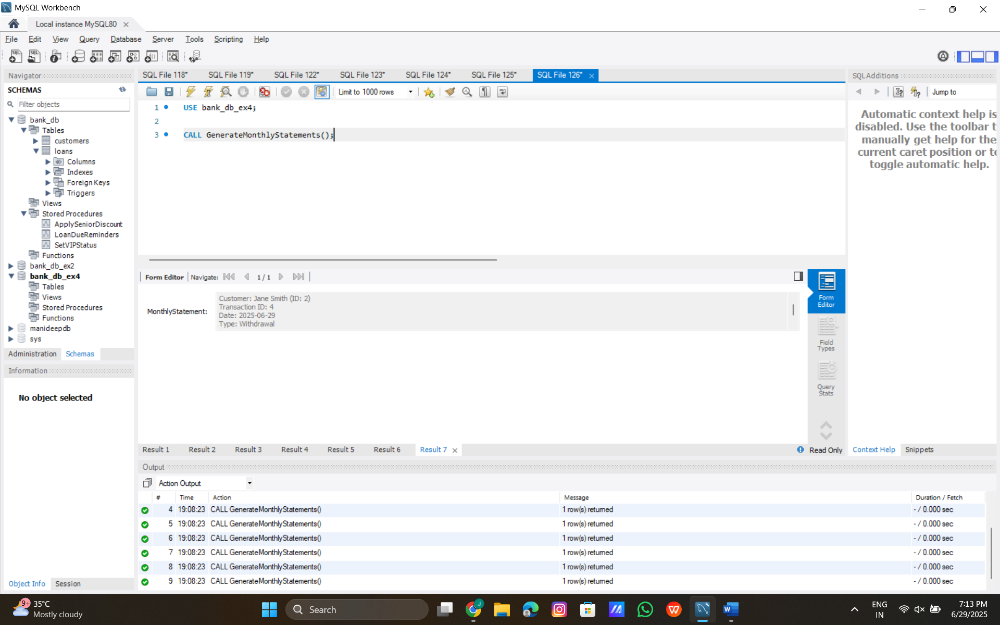 MySQL Workbench
Local instance MySQL80
File Edit View Query Database Server Tools Scripting Help
Navigator
SCHEMAS
Filter objects
bank_db
Tables
customers
loans
Columns
Indexes
Foreign Keys
Triggers
Views
Stored Procedures
ApplySeniorDiscount
LoanDueReminders
SetVIPStatus
Functions
bank_db_ex2
bank_db_ex4
Tables
Views
Stored Procedures
Functions
manideepdb
sys
Administration Schemas
Information
No object selected
Object Info Session
SQL File 118* SQL File 119* SQL File 122* SQL File 123* SQL File 124* SQL File 125* SQL File 126*
Limit to 1000 rows
1 USE bank_db_ex4;
2
3 CALL GenerateMonthlyStatements();
Form Editor Navigate: 1 / 1
MonthlyStatement:
Customer: Jane Smith (ID: 2)
Transaction ID: 4
Date: 2025-06-29
Type: Withdrawal
Form
Editor
Field
Types
Query
Stats
Result 1 Result 2 Result 3 Result 4 Result 5 Result 6 Result 7
Read Only
SQLAdditions
Jump to
Automatic context help is
disabled. Use the toolbar t
manually get help for the
current caret position or to
toggle automatic help.
Context Help Snippets
Output
Action Output
# Time Action Message Duration / Fetch
4 19:08:23 CALL GenerateMonthlyStatements() 1 row(s) returned - / 0.000 sec
5 19:08:23 CALL GenerateMonthlyStatements() 1 row(s) returned - / 0.000 sec
6 19:08:23 CALL GenerateMonthlyStatements() 1 row(s) returned - / 0.000 sec
7 19:08:23 CALL GenerateMonthlyStatements() 1 row(s) returned - / 0.000 sec
8 19:08:23 CALL GenerateMonthlyStatements() 1 row(s) returned - / 0.000 sec
9 19:08:23 CALL GenerateMonthlyStatements() 1 row(s) returned - / 0.000 sec
9+
35°C
Mostly cloudy
Search
J
ENG
IN
7:13 PM
6/29/2025